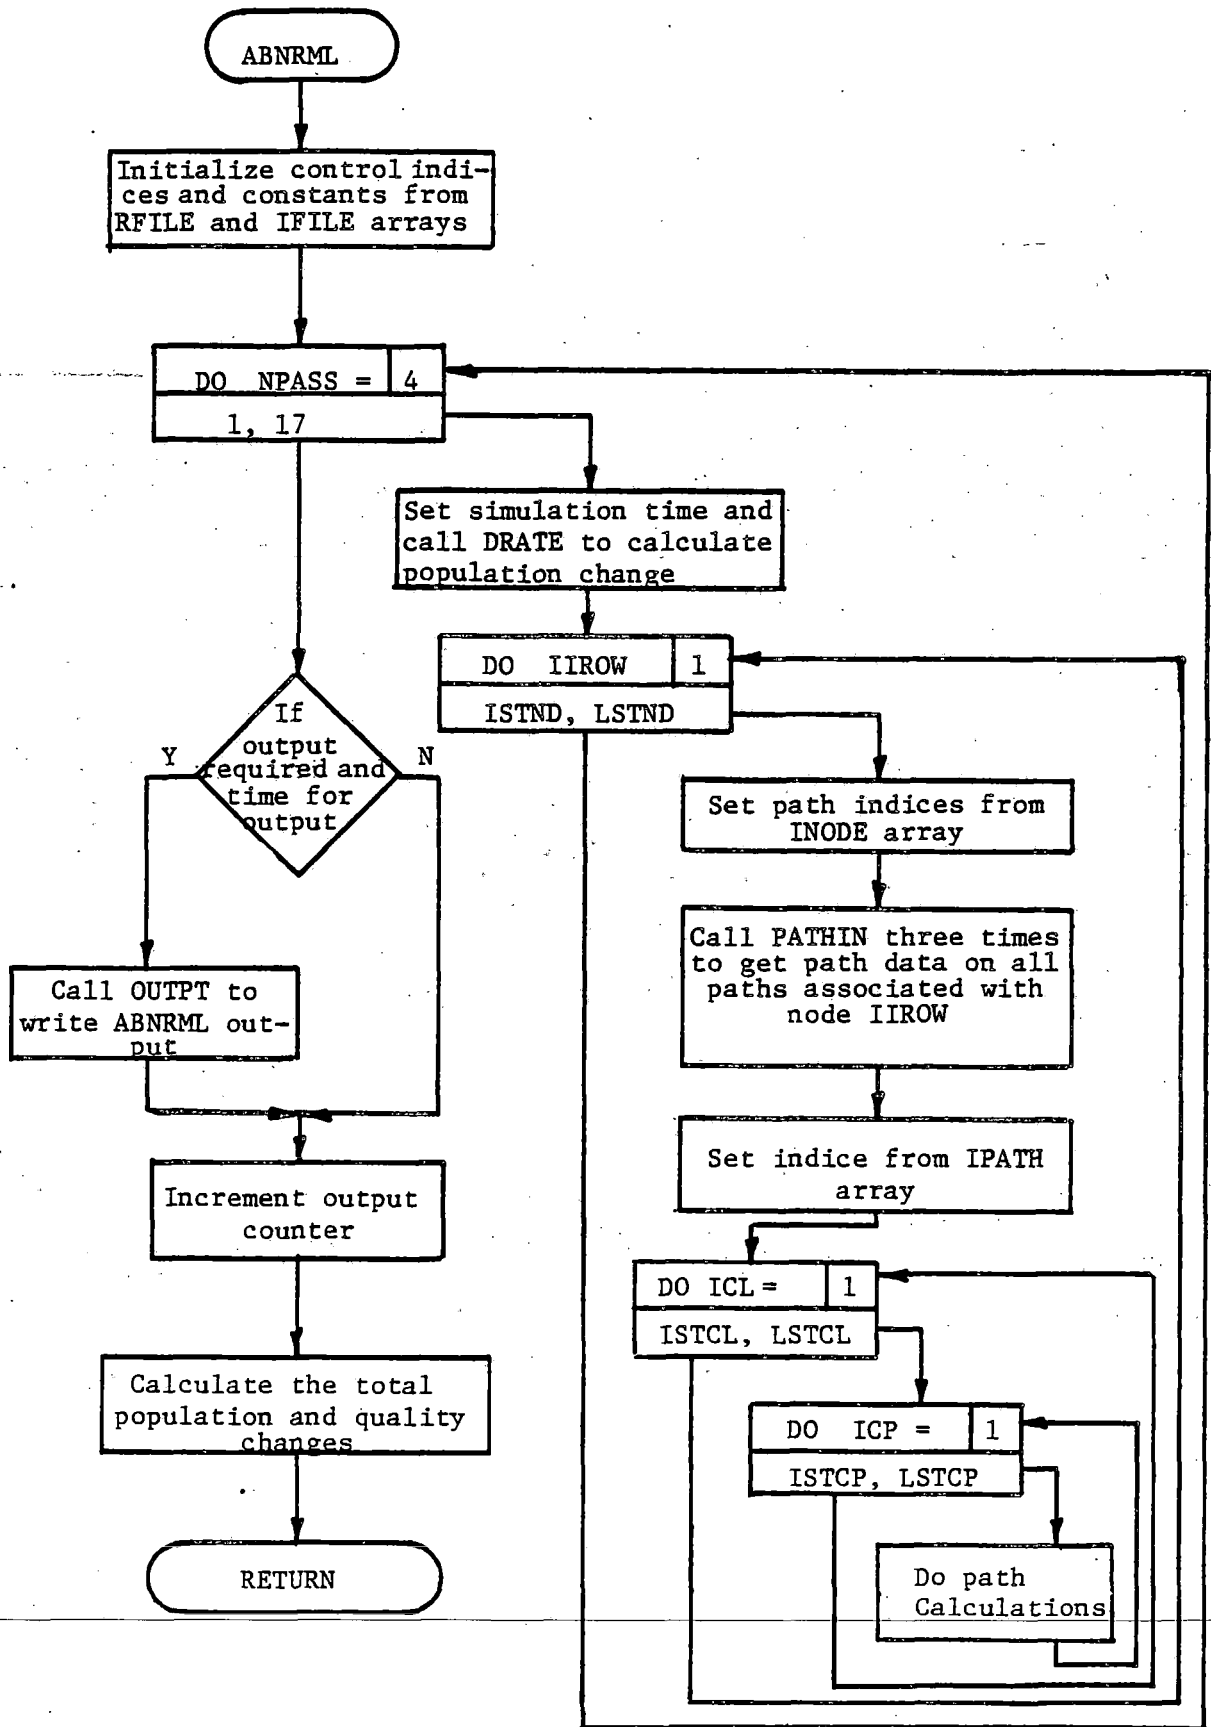 ABNRML
Initialize control indi-
ces and constants from
RFILE and IFILE arrays
DO NPASS = 4
1, 17
Set simulation time and
call DRATE to calculate
population change
DO IIROW 1
ISTND, LSTND
If
output
required and
time for
output
Y
N
Set path indices from
INODE array
Call PATHIN three times
to get path data on all
paths associated with
node IIROW
Call OUTPT to
write ABNRML out-
put
Set indice from IPATH
array
Increment output
counter
DO ICL = 1
ISTCL, LSTCL
Calculate the total
population and quality
changes
DO ICP = 1
ISTCP, LSTCP
RETURN
Do path
Calculations